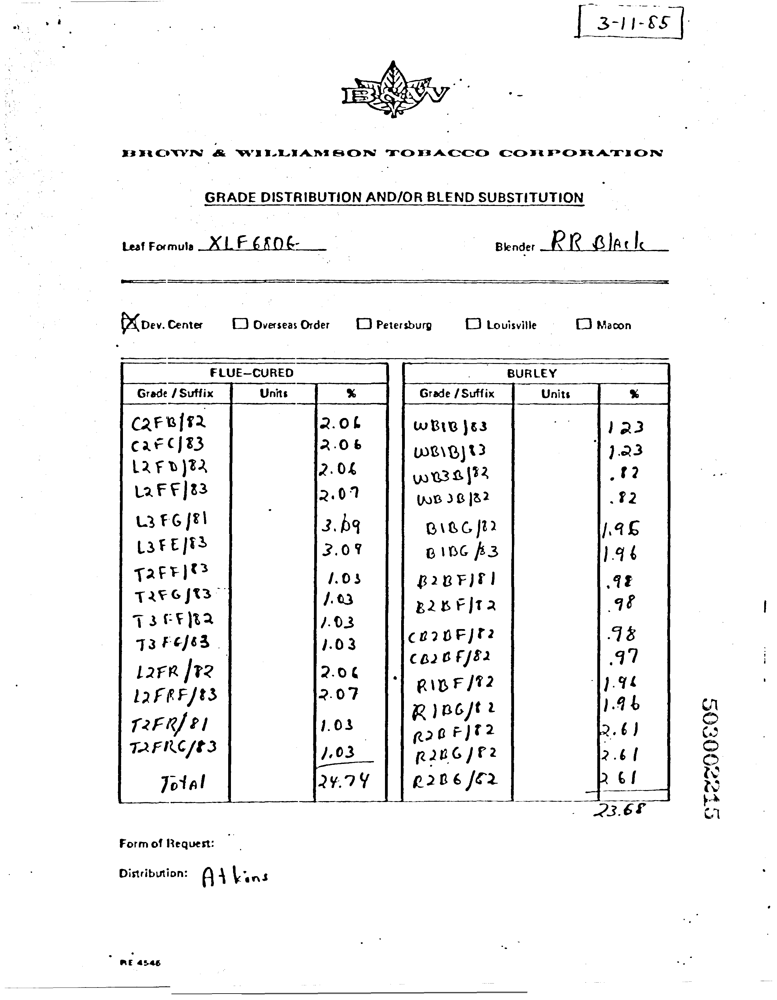 3-11-85
B&W
BROWN & WILLIAMSON TOBACCO CORPORATION
GRADE DISTRIBUTION AND/OR BLEND SUBSTITUTION
Leaf Formula XLF6806 Blender RR Black
Dev. Center Overseas Order Petersburg Louisville Macon
FLUE-CURED BURLEY
Grade / Suffix Units % Grade / Suffix Units %
C2FB/82 2.06 WB1B/83 1 23
C2FC/83 2.06 WB1B/83 1.23
L2FD/82 2.06 WB3B/82 .82
L2FF/83 2.07 WB3B/82 .82
L3FG/81 3.09 B1BG/82 1.95
L3FE/83 3.09 B1BG/83 1.96
T2FF/83 1.03 B2BF/81 .98
T2FG/83 1.03 B2BF/82 .98
T3FF/82 1.03 CB2BF/82 .98
T3FG/83 1.03 CB2BF/82 .97
L2FR/82 2.06 R1BF/82 1.96
L2FRF/83 2.07 R1BG/82 1.96
T2FR/81 1.03 R2BF/82 2.61
T2FRG/83 1.03 R2BG/82 2.61
Total 24.74 R2BG/82 2 61
23.68
Form of Request:
Distribution: Atkins
RE 4546
503002215